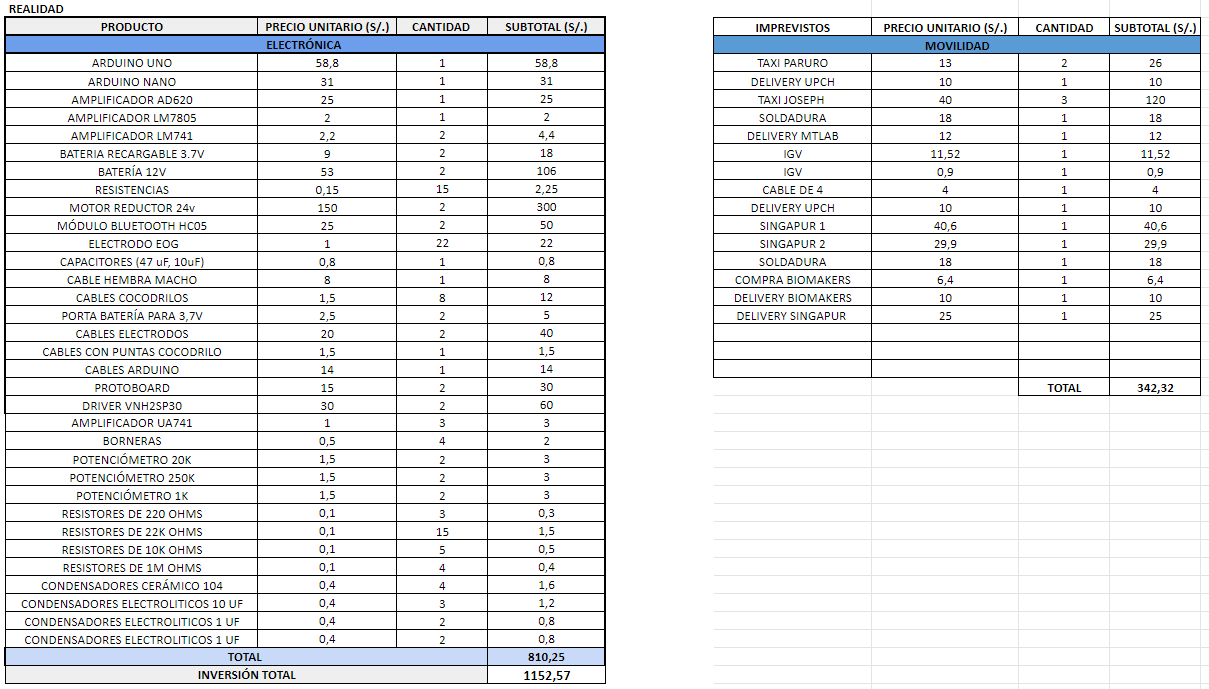 REALIDAD
PRODUCTO PRECIO UNITARIO (S/.) CANTIDAD SUBTOTAL (S/.)
ELECTRÓNICA
ARDUINO UNO 58,8 1 58,8
ARDUINO NANO 31 1 31
AMPLIFICADOR AD620 25 1 25
AMPLIFICADOR LM7805 2 1 2
AMPLIFICADOR LM741 2,2 2 4,4
BATERIA RECARGABLE 3.7V 9 2 18
BATERÍA 12V 53 2 106
RESISTENCIAS 0,15 15 2,25
MOTOR REDUCTOR 24v 150 2 300
MÓDULO BLUETOOTH HC05 25 2 50
ELECTRODO EOG 1 22 22
CAPACITORES (47 uF, 10uF) 0,8 1 0,8
CABLE HEMBRA MACHO 8 1 8
CABLES COCODRILOS 1,5 8 12
PORTA BATERÍA PARA 3,7V 2,5 2 5
CABLES ELECTRODOS 20 2 40
CABLES CON PUNTAS COCODRILO 1,5 1 1,5
CABLES ARDUINO 14 1 14
PROTOBOARD 15 2 30
DRIVER VNH2SP30 30 2 60
AMPLIFICADOR UA741 1 3 3
BORNERAS 0,5 4 2
POTENCIÓMETRO 20K 1,5 2 3
POTENCIÓMETRO 250K 1,5 2 3
POTENCIÓMETRO 1K 1,5 2 3
RESISTORES DE 220 OHMS 0,1 3 0,3
RESISTORES DE 22K OHMS 0,1 15 1,5
RESISTORES DE 10K OHMS 0,1 5 0,5
RESISTORES DE 1M OHMS 0,1 4 0,4
CONDENSADORES CERÁMICO 104 0,4 4 1,6
CONDENSADORES ELECTROLITICOS 10 UF 0,4 3 1,2
CONDENSADORES ELECTROLITICOS 1 UF 0,4 2 0,8
CONDENSADORES ELECTROLITICOS 1 UF 0,4 2 0,8
TOTAL 810,25
INVERSIÓN TOTAL 1152,57
IMPREVISTOS PRECIO UNITARIO (S/.) CANTIDAD SUBTOTAL (S/.)
MOVILIDAD
TAXI PARURO 13 2 26
DELIVERY UPCH 10 1 10
TAXI JOSEPH 40 3 120
SOLDADURA 18 1 18
DELIVERY MTLAB 12 1 12
IGV 11,52 1 11,52
IGV 0,9 1 0,9
CABLE DE 4 4 1 4
DELIVERY UPCH 10 1 10
SINGAPUR 1 40,6 1 40,6
SINGAPUR 2 29,9 1 29,9
SOLDADURA 18 1 18
COMPRA BIOMAKERS 6,4 1 6,4
DELIVERY BIOMAKERS 10 1 10
DELIVERY SINGAPUR 25 1 25
TOTAL 342,32